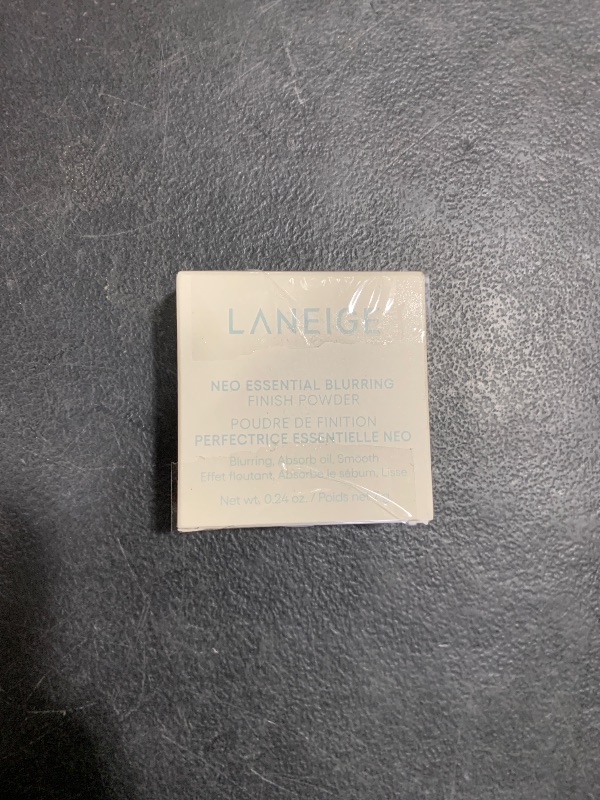 LANEIGE
NEO ESSENTIAL BLURRING
FINISH POWDER
POUDRE DE FINITION
PERFECTRICE ESSENTIELLE NEO
Blurring, Absorb oil, Smooth
Effet floutant, Absorbe le sébum, Lisse
Net wt. 0.24 oz. / Poids net